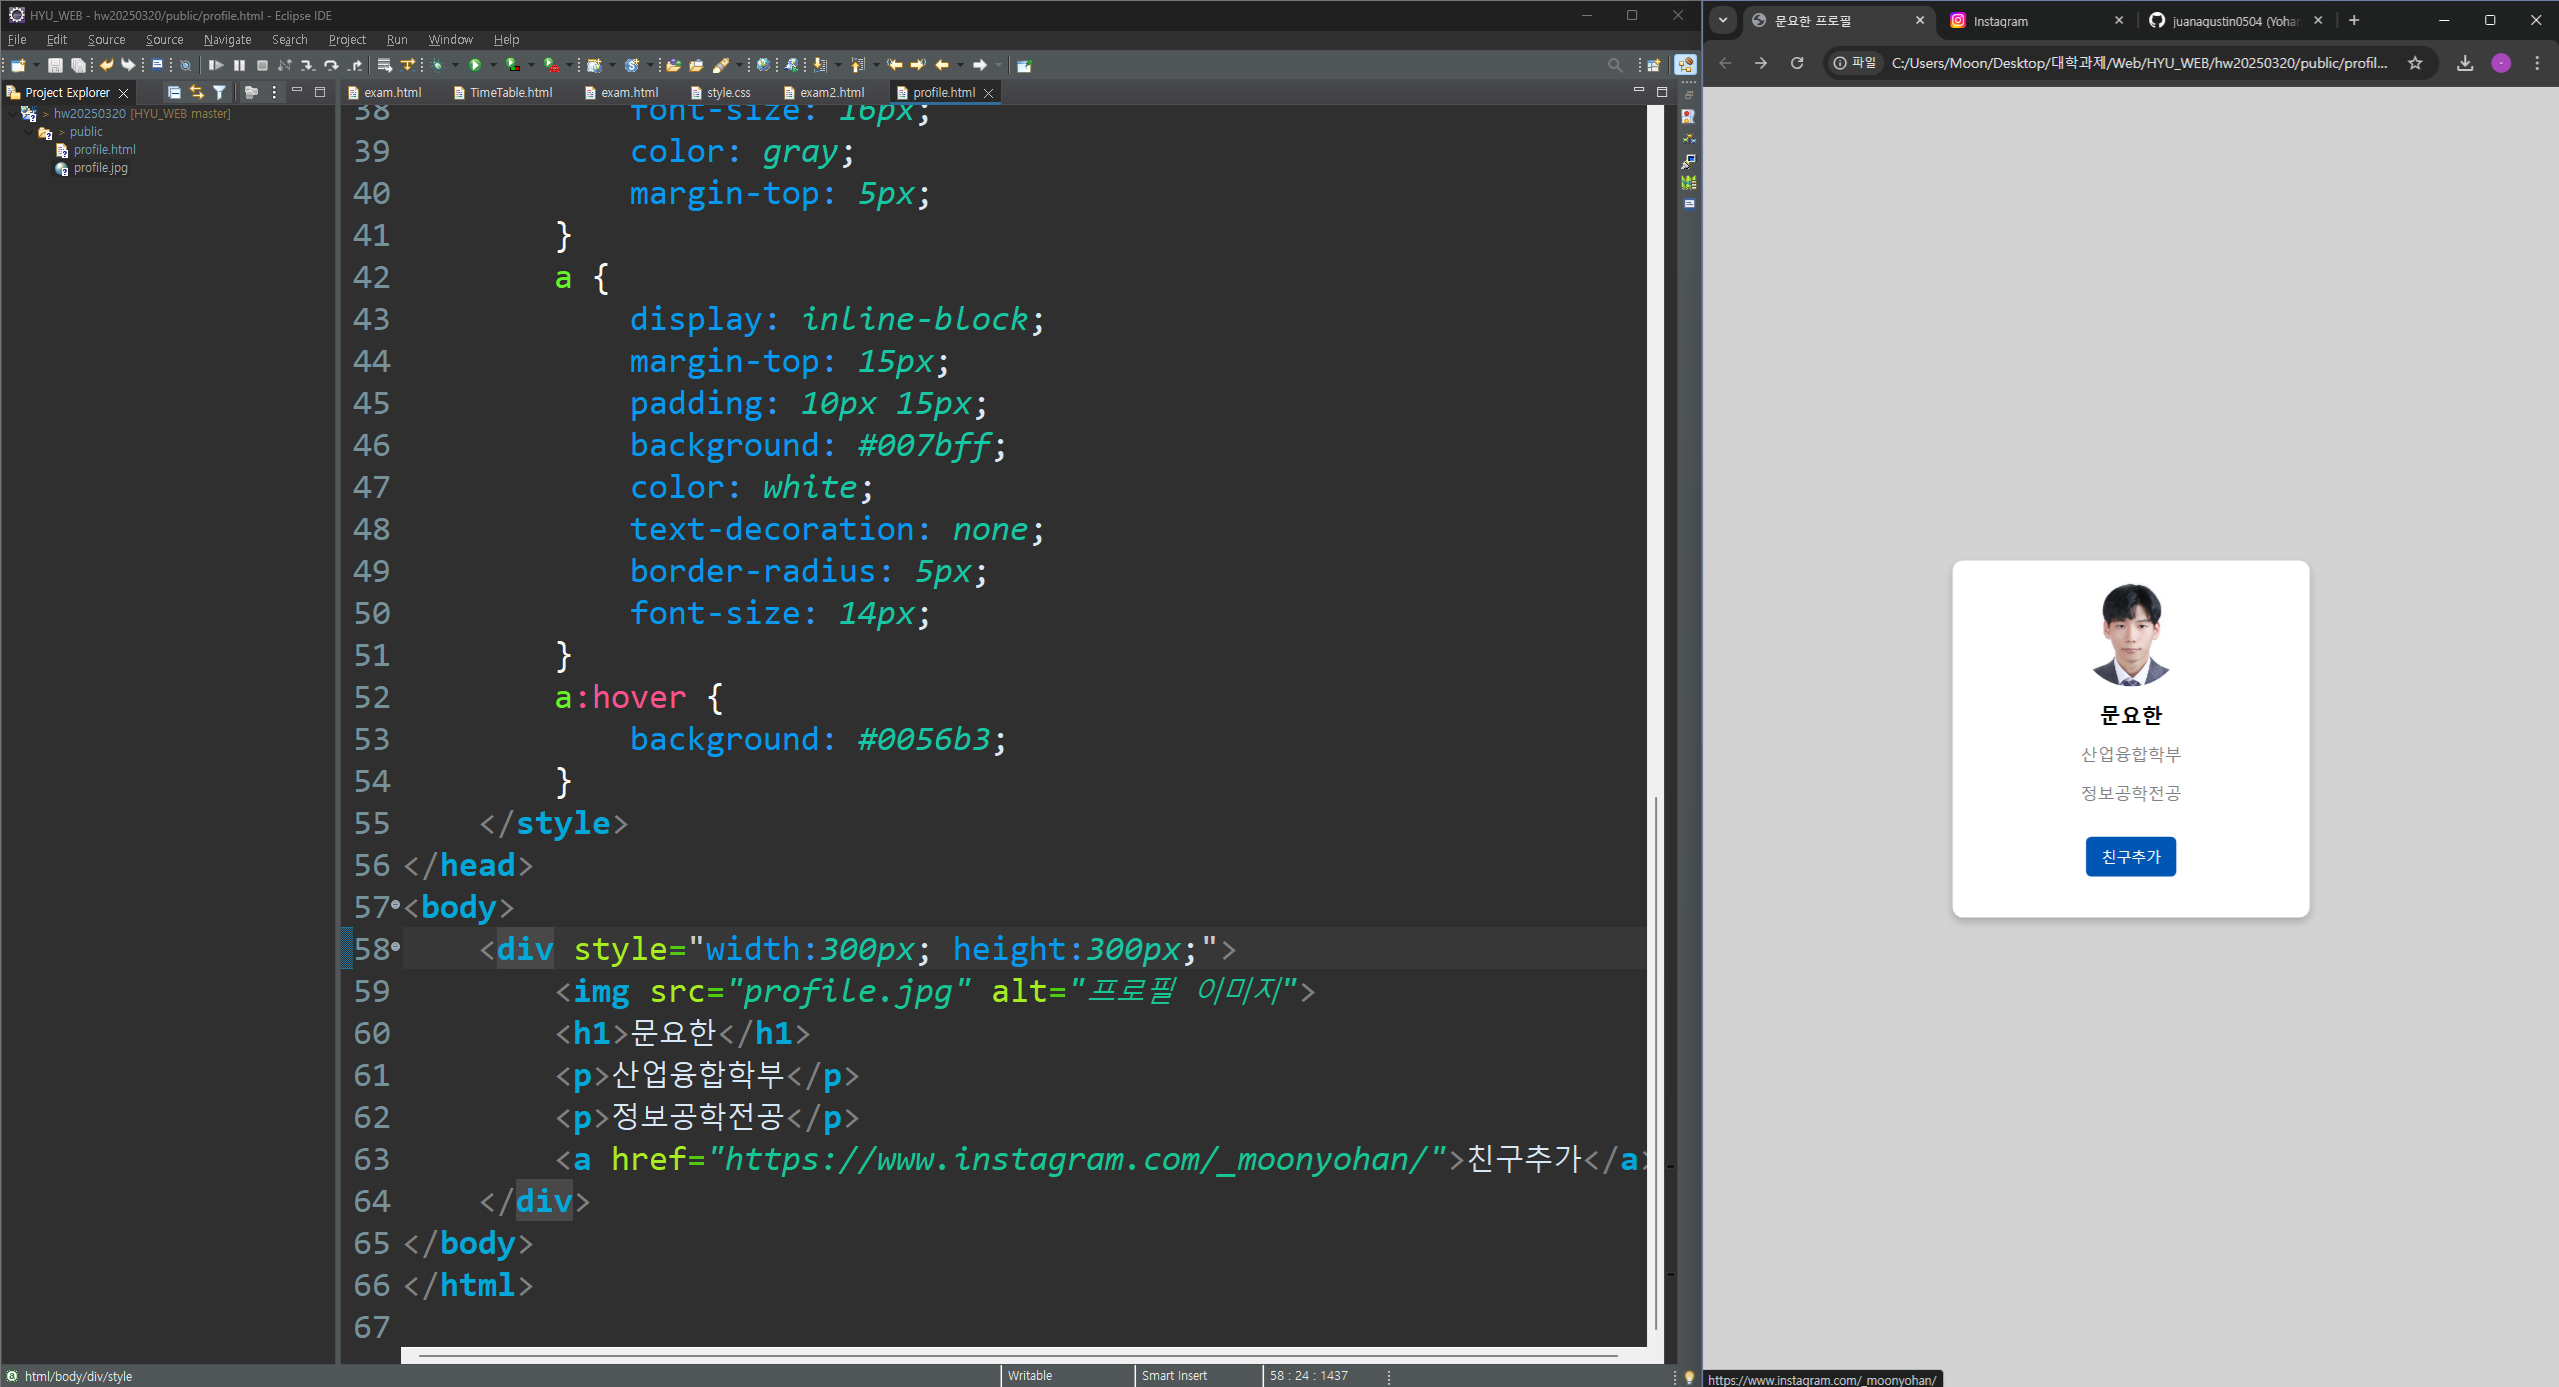 HYU_WEB - hw20250320/public/profile.html - Eclipse IDE
File Edit Source Source Navigate Search Project Run Window Help
Project Explorer
hw20250320 [HYU_WEB master]
public
profile.html
profile.jpg
exam.html TimeTable.html exam.html style.css exam2.html profile.html
38 font-size: 16px;
39 color: gray;
40 margin-top: 5px;
41 }
42 a {
43 display: inline-block;
44 margin-top: 15px;
45 padding: 10px 15px;
46 background: #007bff;
47 color: white;
48 text-decoration: none;
49 border-radius: 5px;
50 font-size: 14px;
51 }
52 a:hover {
53 background: #0056b3;
54 }
55 </style>
56 </head>
57 <body>
58 <div style="width:300px; height:300px;">
59 <img src="profile.jpg" alt="프로필 이미지">
60 <h1>문요한</h1>
61 <p>산업융합학부</p>
62 <p>정보공학전공</p>
63 <a href="https://www.instagram.com/_moonyohan/">친구추가</a>
64 </div>
65 </body>
66 </html>
67
html/body/div/style
Writable
Smart Insert
58 : 24 : 1437
문요한 프로필
Instagram
juanagustin0504 (Yohan
파일
C:/Users/Moon/Desktop/대학과제/Web/HYU_WEB/hw20250320/public/profil...
문요한
산업융합학부
정보공학전공
친구추가
https://www.instagram.com/_moonyohan/